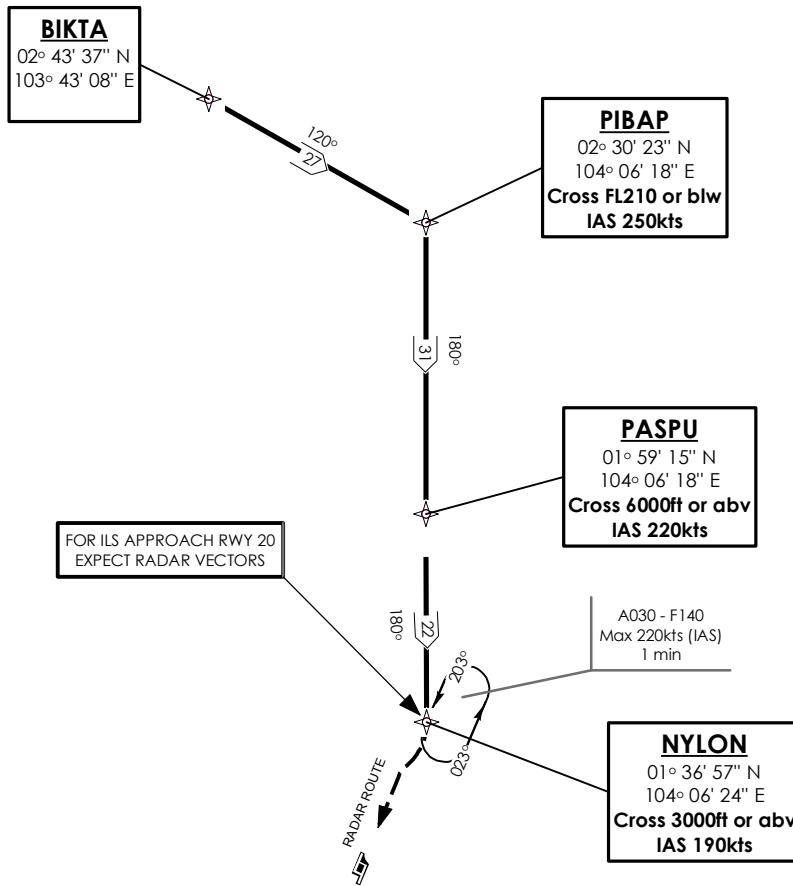 BIKTA
02° 43' 37" N
103° 43' 08" E
120°
27
PIBAP
02° 30' 23" N
104° 06' 18" E
Cross FL210 or blw
IAS 250kts
31
180°
PASPU
01° 59' 15" N
104° 06' 18" E
Cross 6000ft or abv
IAS 220kts
FOR ILS APPROACH RWY 20
EXPECT RADAR VECTORS
180°
22
A030 - F140
Max 220kts (IAS)
1 min
203°
023°
NYLON
01° 36' 57" N
104° 06' 24" E
Cross 3000ft or abv
IAS 190kts
RADAR ROUTE